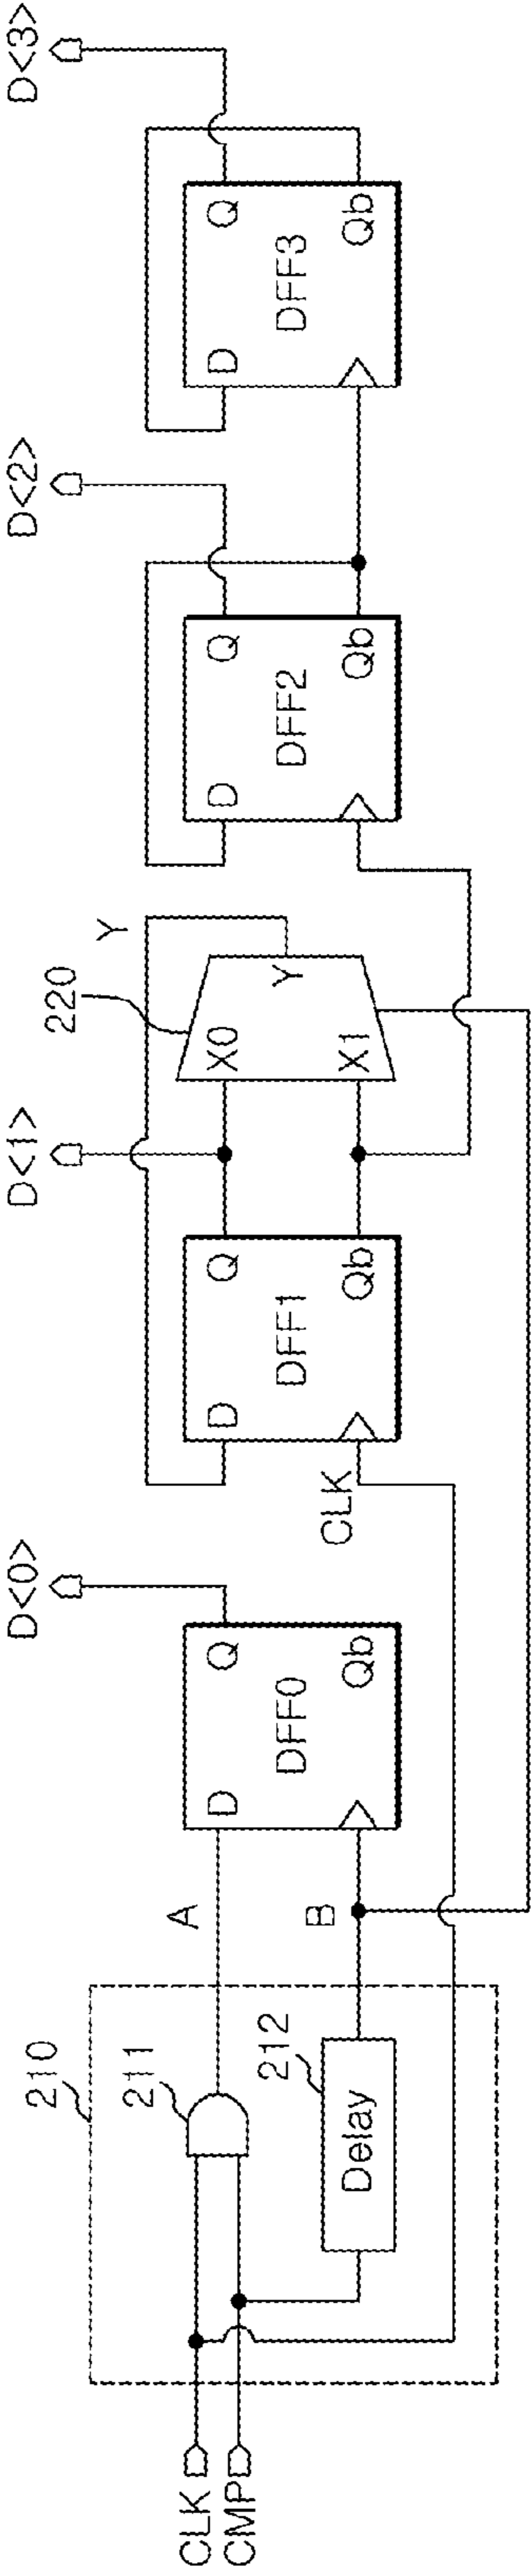 D<0>
D<1>
D<2>
D<3>
210
211
212
220
Y
CLK
CMP
A
B
Delay
D
Q
DFF0
Qb
CLK
D
Q
DFF1
Qb
X0
X1
Y
D
Q
DFF2
Qb
D
Q
DFF3
Qb